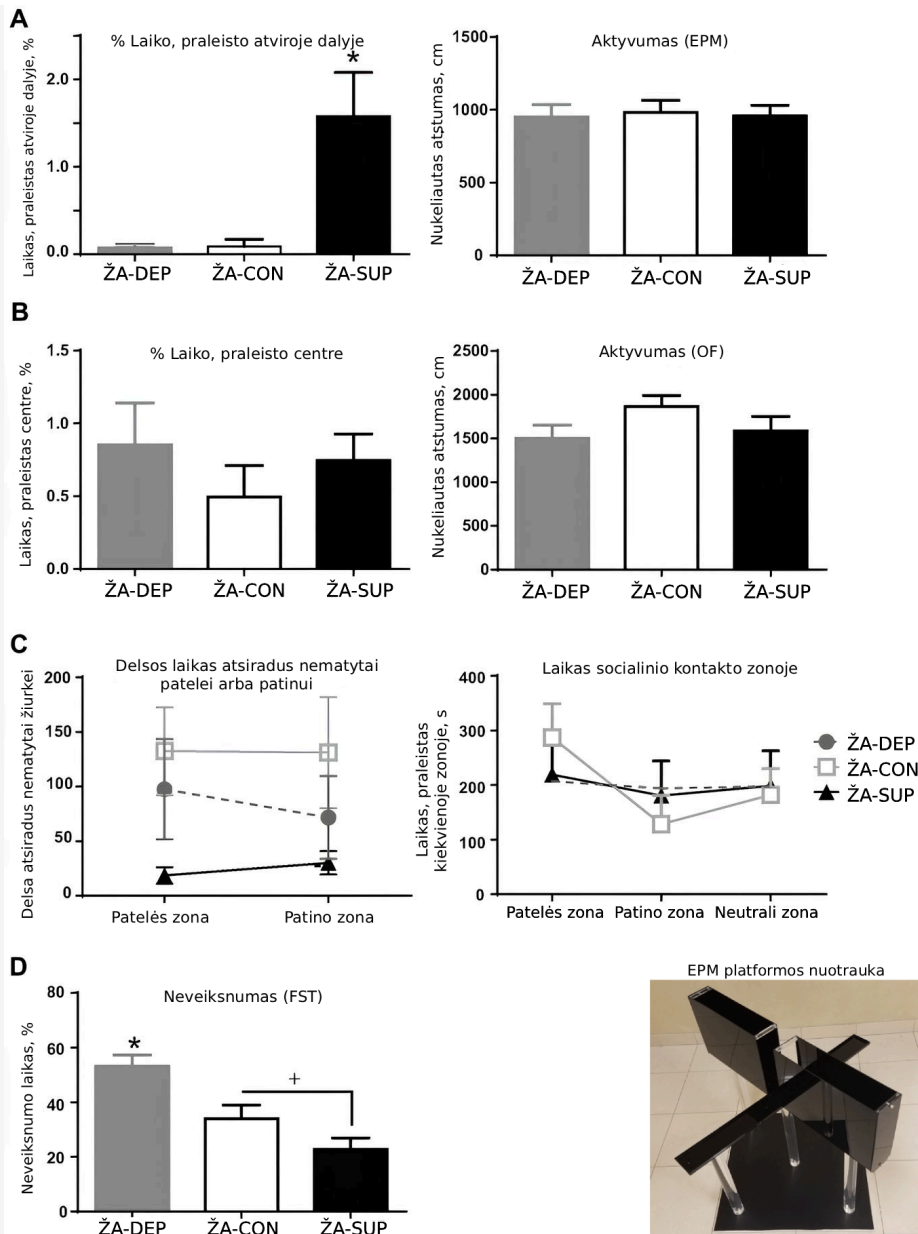 A
% Laiko, praleisto atviroje dalyje
Laikas, praleistas atviroje dalyje, %
2.0
1.0
0.0
*
ŽA-DEP
ŽA-CON
ŽA-SUP
Aktyvumas (EPM)
Nukeliautas atstumas, cm
1500
1000
500
0
ŽA-DEP
ŽA-CON
ŽA-SUP
B
% Laiko, praleisto centre
Laikas, praleistas centre, %
1.5
1.0
0.5
0.0
ŽA-DEP
ŽA-CON
ŽA-SUP
Aktyvumas (OF)
Nukeliautas atstumas, cm
2500
2000
1500
1000
500
0
ŽA-DEP
ŽA-CON
ŽA-SUP
C
Delsos laikas atsiradus nematytai
patelei arba patinui
Delsa atsiradus nematytai žiurkei
200
150
100
50
0
Patelės zona
Patino zona
Laikas socialinio kontakto zonoje
Laikas, praleistas
kiekvienoje zonoje, s
400
300
200
100
0
Patelės zona
Patino zona
Neutrali zona
ŽA-DEP
ŽA-CON
ŽA-SUP
D
Neveiksnumas (FST)
Neveiksnumo laikas, %
80
60
40
20
0
*
+
ŽA-DEP
ŽA-CON
ŽA-SUP
EPM platformos nuotrauka